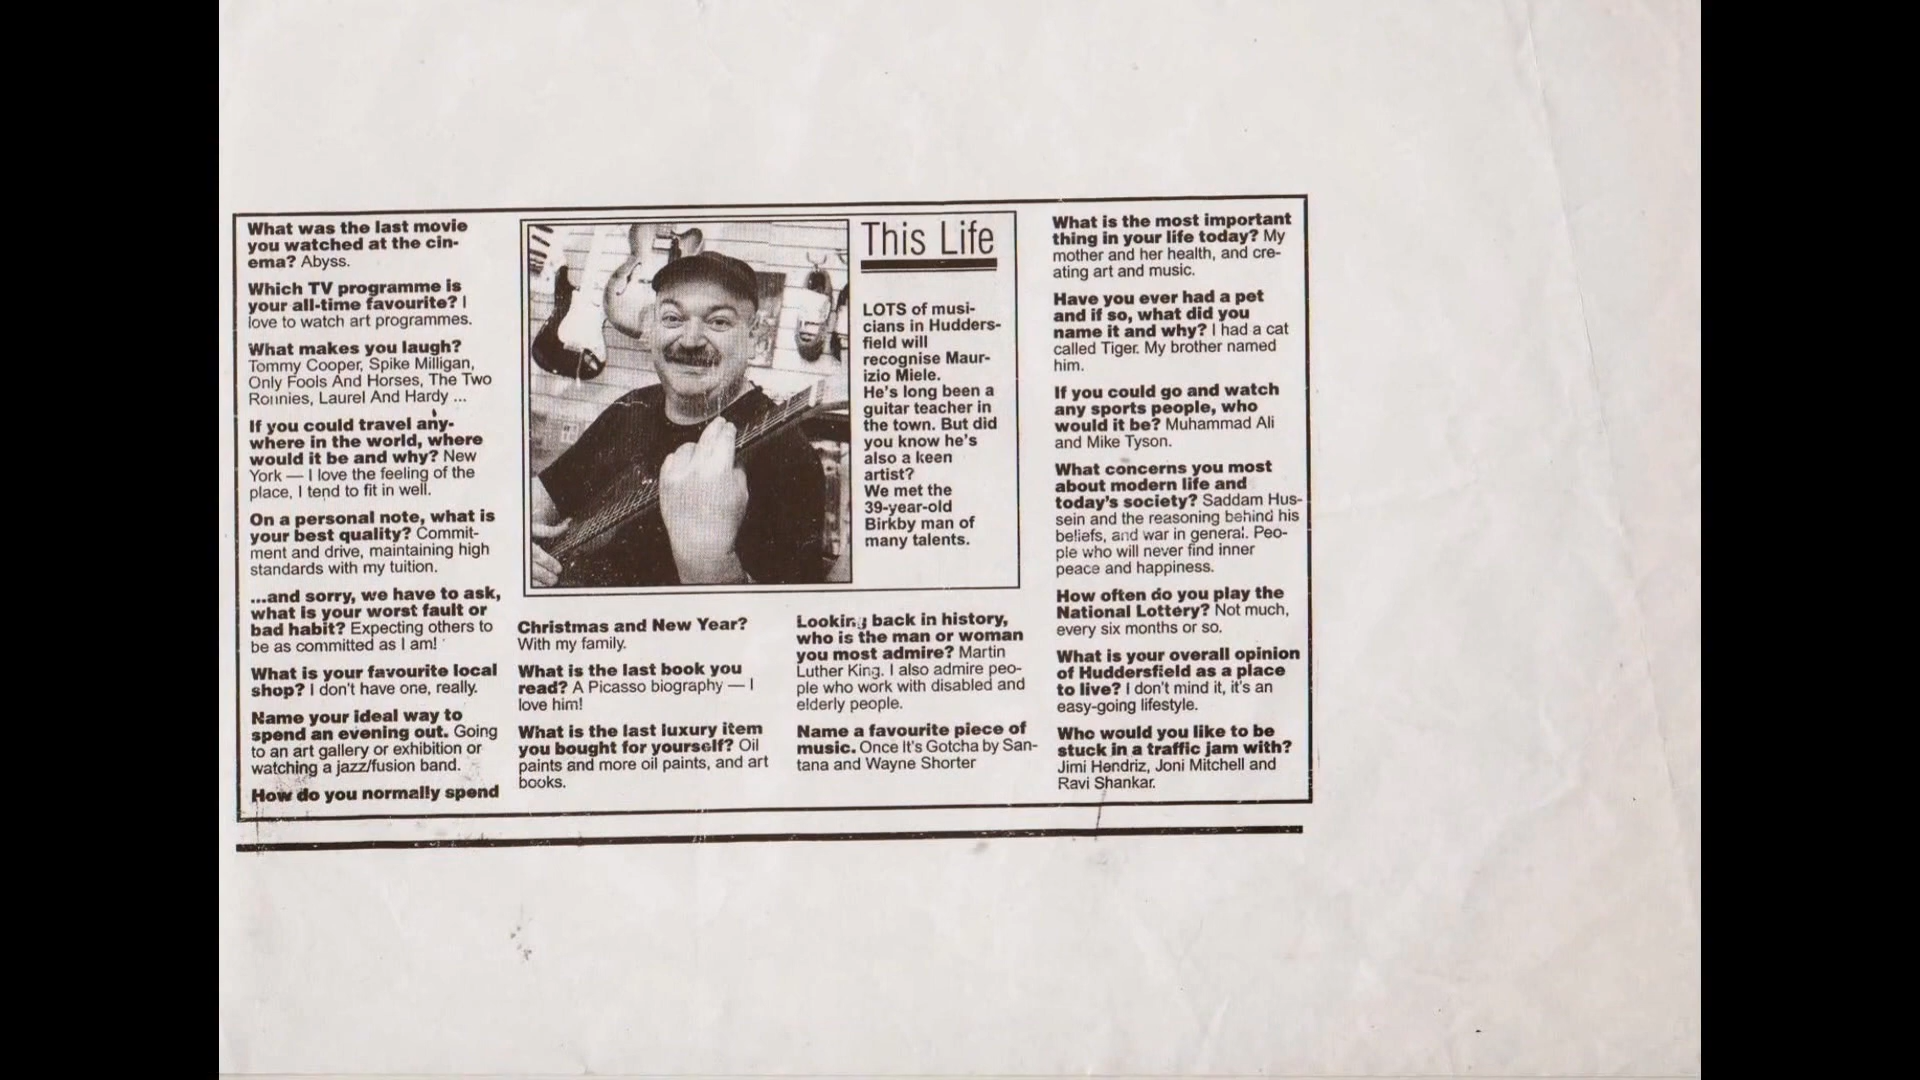 What was the last movie
you watched at the cin-
ema? Abyss.
Which TV programme is
your all-time favourite? I
love to watch art programmes.
What makes you laugh?
Tommy Cooper, Spike Milligan,
Only Fools And Horses, The Two
Ronnies, Laurel And Hardy ...
If you could travel any-
where in the world, where
would it be and why? New
York — I love the feeling of the
place, I tend to fit in well.
On a personal note, what is
your best quality? Commit-
ment and drive, maintaining high
standards with my tuition.
...and sorry, we have to ask,
what is your worst fault or
bad habit? Expecting others to
be as committed as I am!
What is your favourite local
shop? I don't have one, really.
Name your ideal way to
spend an evening out. Going
to an art gallery or exhibition or
watching a jazz/fusion band.
How do you normally spend
This Life
LOTS of musi-
cians in Hudders-
field will
recognise Maur-
izio Miele.
He's long been a
guitar teacher in
the town. But did
you know he's
also a keen
artist?
We met the
39-year-old
Birkby man of
many talents.
Christmas and New Year?
With my family.
What is the last book you
read? A Picasso biography — I
love him!
What is the last luxury item
you bought for yourself? Oil
paints and more oil paints, and art
books.
Looking back in history,
who is the man or woman
you most admire? Martin
Luther King. I also admire peo-
ple who work with disabled and
elderly people.
Name a favourite piece of
music. Once It's Gotcha by San-
tana and Wayne Shorter
What is the most important
thing in your life today? My
mother and her health, and cre-
ating art and music.
Have you ever had a pet
and if so, what did you
name it and why? I had a cat
called Tiger. My brother named
him.
If you could go and watch
any sports people, who
would it be? Muhammad Ali
and Mike Tyson.
What concerns you most
about modern life and
today's society? Saddam Hus-
sein and the reasoning behind his
beliefs, and war in general. Peo-
ple who will never find inner
peace and happiness.
How often do you play the
National Lottery? Not much,
every six months or so.
What is your overall opinion
of Huddersfield as a place
to live? I don't mind it, it's an
easy-going lifestyle.
Who would you like to be
stuck in a traffic jam with?
Jimi Hendriz, Joni Mitchell and
Ravi Shankar.